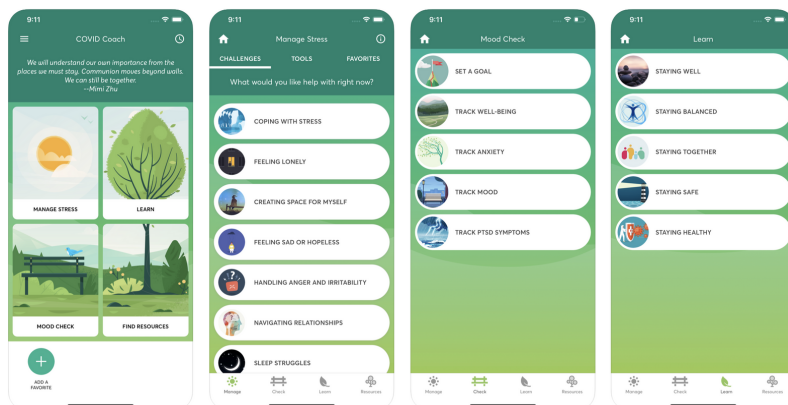 9:11
COVID Coach
We will understand our own importance from the
places we must stay. Communion moves beyond walls.
We can still be together.
--Mimi Zhu
MANAGE STRESS
LEARN
MOOD CHECK
FIND RESOURCES
ADD A
FAVORITE
9:11
Manage Stress
CHALLENGES
TOOLS
FAVORITES
What would you like help with right now?
COPING WITH STRESS
FEELING LONELY
CREATING SPACE FOR MYSELF
FEELING SAD OR HOPELESS
HANDLING ANGER AND IRRITABILITY
NAVIGATING RELATIONSHIPS
SLEEP STRUGGLES
Manage
Check
Learn
Resources
9:11
Mood Check
SET A GOAL
TRACK WELL-BEING
TRACK ANXIETY
TRACK MOOD
TRACK PTSD SYMPTOMS
Manage
Check
Learn
Resources
9:11
Learn
STAYING WELL
STAYING BALANCED
STAYING TOGETHER
STAYING SAFE
STAYING HEALTHY
Manage
Check
Learn
Resources